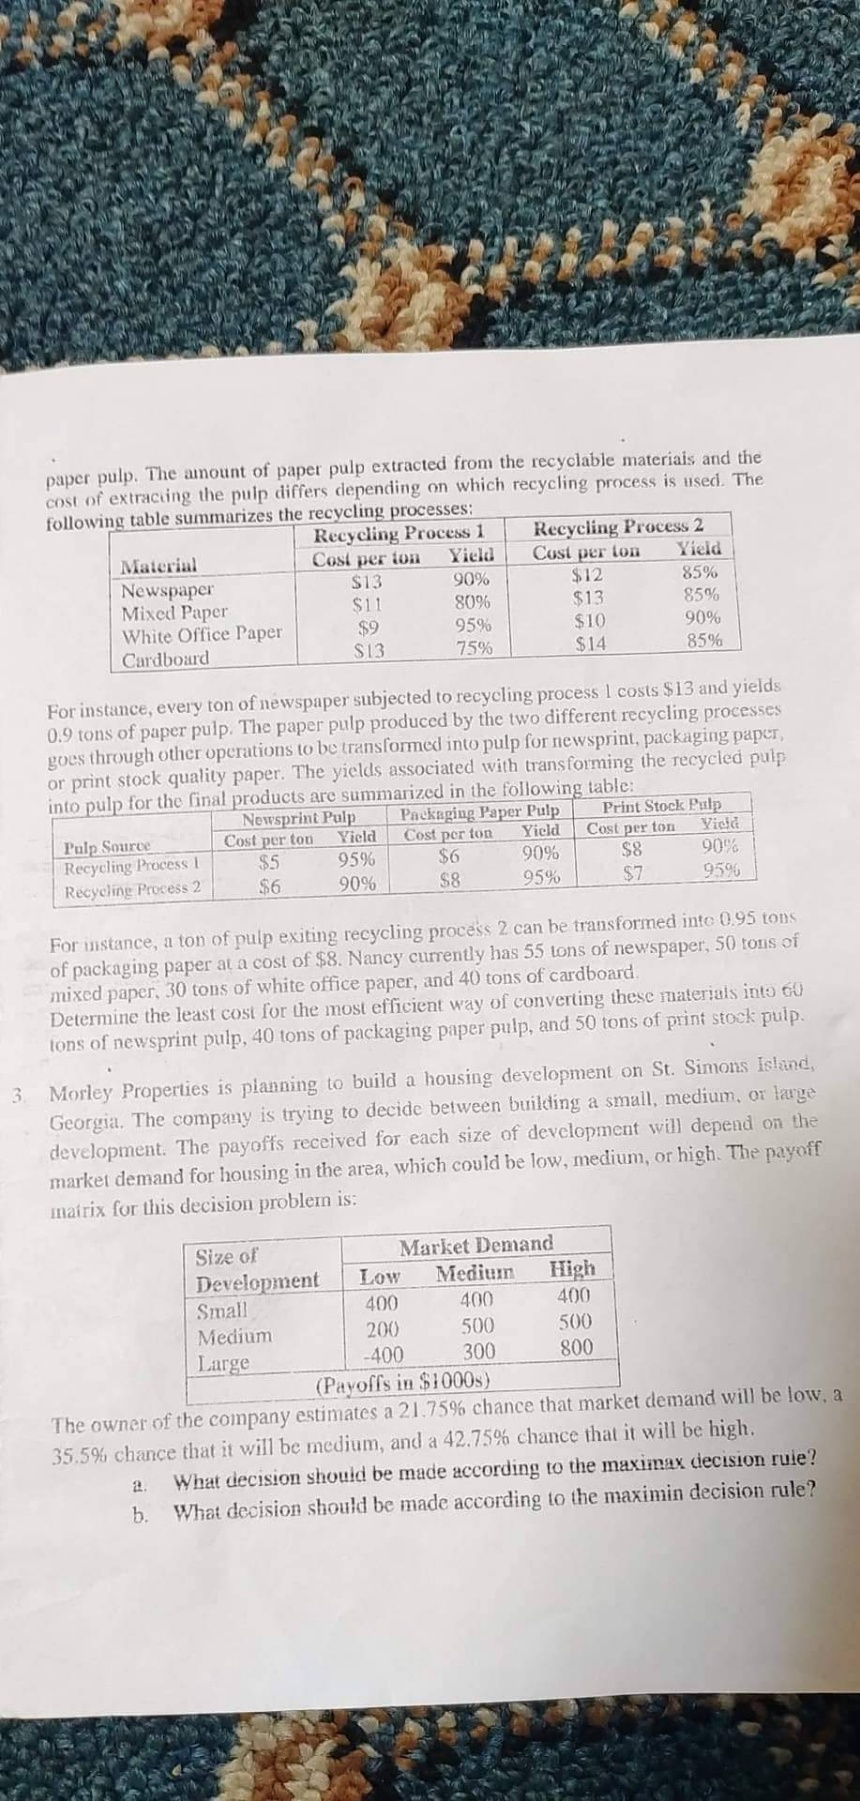 paper pulp. The amount of paper pulp extracted from the recyclable materials and the
cost of extracting the pulp differs depending on which recycling process is used. The
following table summarizes the recycling processes:
Recycling Process 1 Recycling Process 2
Material Cost per ton Yield Cost per ton Yield
Newspaper $13 90% $12 85%
Mixed Paper $11 80% $13 85%
White Office Paper $9 95% $10 90%
Cardboard $13 75% $14 85%
For instance, every ton of newspaper subjected to recycling process 1 costs $13 and yields
0.9 tons of paper pulp. The paper pulp produced by the two different recycling processes
goes through other operations to be transformed into pulp for newsprint, packaging paper,
or print stock quality paper. The yields associated with transforming the recycled pulp
into pulp for the final products are summarized in the following table:
Newsprint Pulp Packaging Paper Pulp Print Stock Pulp
Pulp Source Cost per ton Yield Cost per ton Yield Cost per ton Yield
Recycling Process 1 $5 95% $6 90% $8 90%
Recycling Process 2 $6 90% $8 95% $7 95%
For instance, a ton of pulp exiting recycling process 2 can be transformed into 0.95 tons
of packaging paper at a cost of $8. Nancy currently has 55 tons of newspaper, 50 tons of
mixed paper, 30 tons of white office paper, and 40 tons of cardboard.
Determine the least cost for the most efficient way of converting these materials into 60
tons of newsprint pulp, 40 tons of packaging paper pulp, and 50 tons of print stock pulp.
3. Morley Properties is planning to build a housing development on St. Simons Island,
Georgia. The company is trying to decide between building a small, medium, or large
development. The payoffs received for each size of development will depend on the
market demand for housing in the area, which could be low, medium, or high. The payoff
matrix for this decision problem is:
Size of Market Demand
Development Low Medium High
Small 400 400 400
Medium 200 500 500
Large -400 300 800
(Payoffs in $1000s)
The owner of the company estimates a 21.75% chance that market demand will be low, a
35.5% chance that it will be medium, and a 42.75% chance that it will be high.
a. What decision should be made according to the maximax decision rule?
b. What decision should be made according to the maximin decision rule?